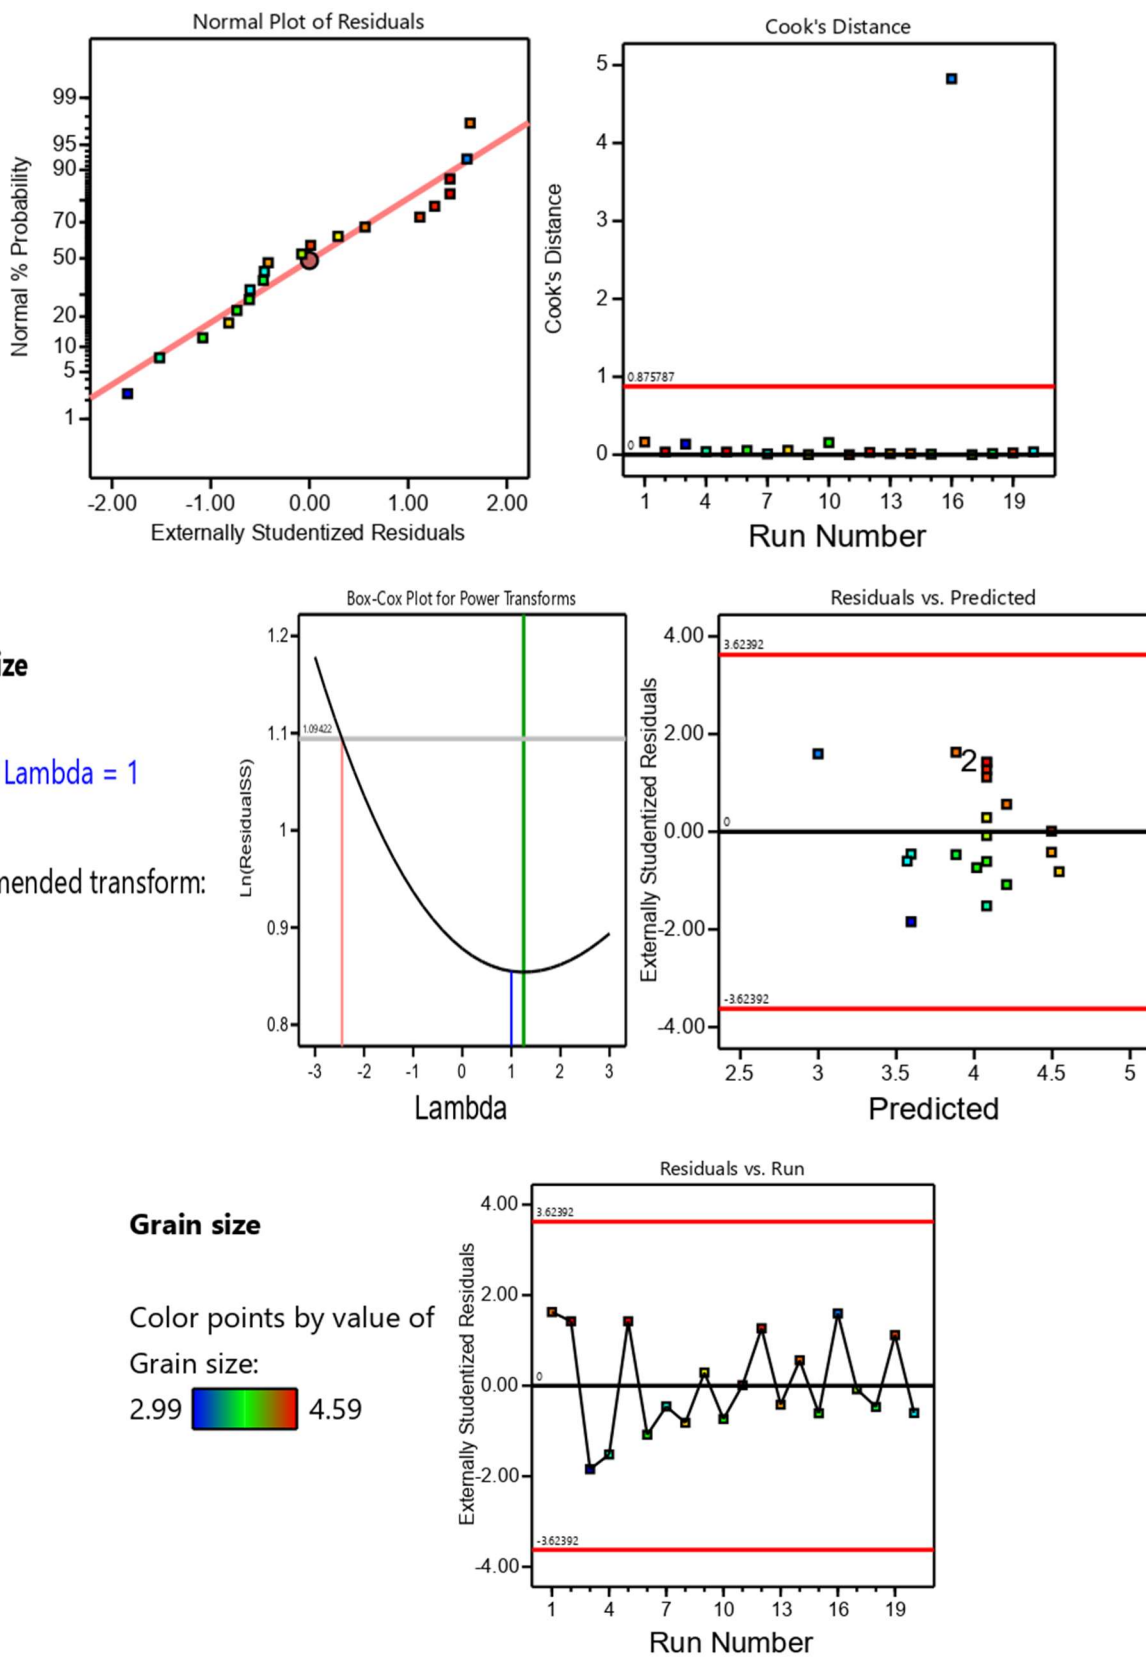 Normal Plot of Residuals
Normal % Probability
99
95
90
70
50
20
10
5
1
-2.00 -1.00 0.00 1.00 2.00
Externally Studentized Residuals
Cook's Distance
Cook's Distance
5
4
3
2
1
0
0.875787
0
1 4 7 10 13 16 19
Run Number
ize
Lambda = 1
mended transform:
Box-Cox Plot for Power Transforms
Ln(ResidualSS)
1.2
1.1
1
0.9
0.8
1.09422
-3 -2 -1 0 1 2 3
Lambda
Residuals vs. Predicted
Externally Studentized Residuals
4.00
2.00
0.00
-2.00
-4.00
3.62392
2
0
-3.62392
2.5 3 3.5 4 4.5 5
Predicted
Grain size
Color points by value of
Grain size:
2.99 4.59
Residuals vs. Run
Externally Studentized Residuals
4.00
2.00
0.00
-2.00
-4.00
3.62392
0
-3.62392
1 4 7 10 13 16 19
Run Number